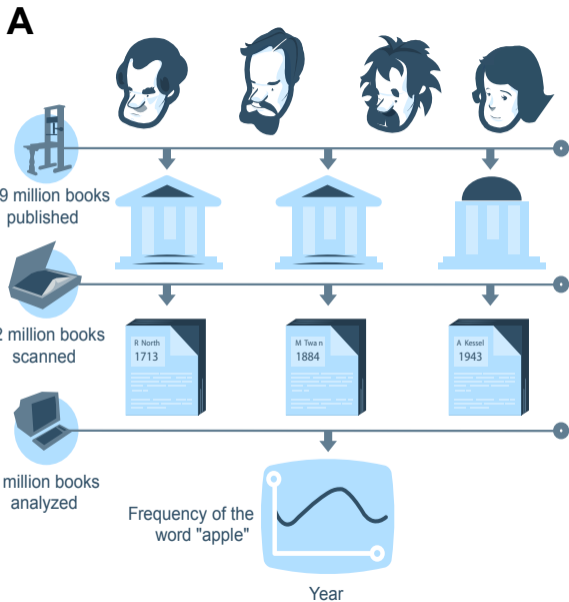 A
9 million books
published
2 million books
scanned
R North
1713
M Twa n
1884
A Kessel
1943
million books
analyzed
Frequency of the
word "apple"
Year